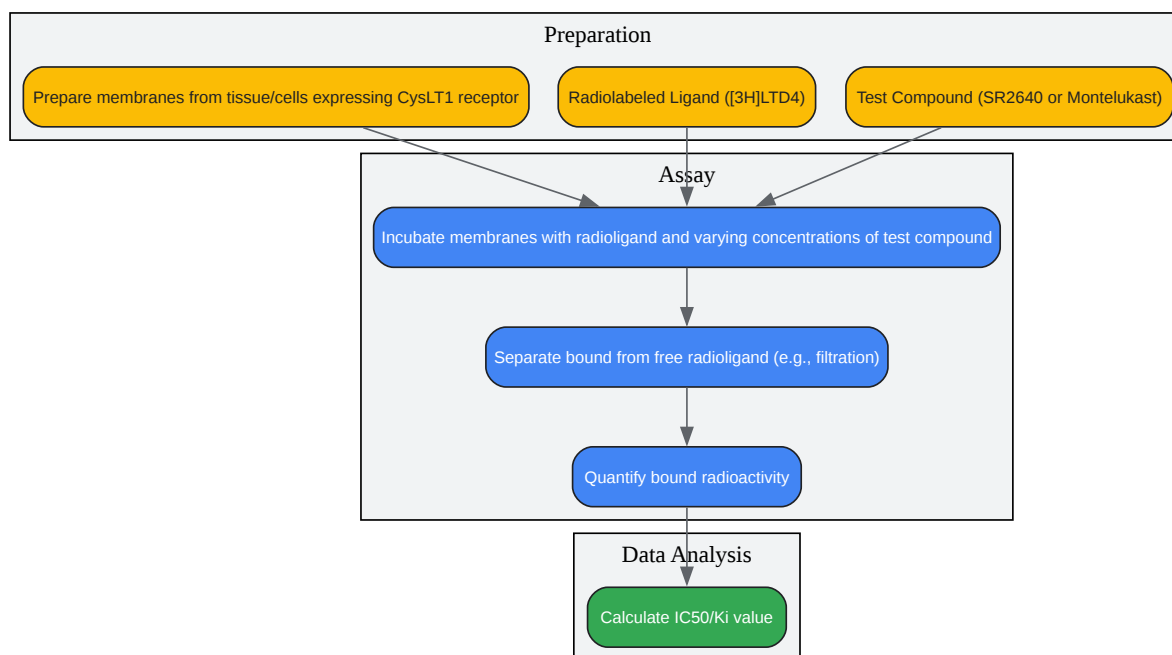 Preparation
Prepare membranes from tissue/cells expressing CysLT1 receptor
Radiolabeled Ligand ([3H]LTD4)
Test Compound (SR2640 or Montelukast)
Assay
Incubate membranes with radioligand and varying concentrations of test compound
Separate bound from free radioligand (e.g., filtration)
Quantify bound radioactivity
Data Analysis
Calculate IC50/Ki value